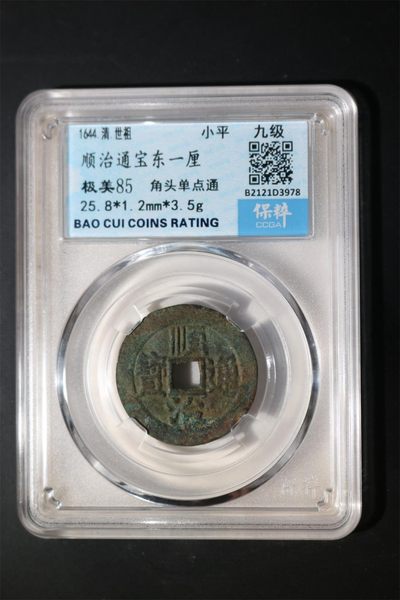 1644 清 世祖 小平 九级
顺治通宝东一厘
极美85 角头单点通
25.8*1.2mm*3.5g
B2121D3978
BAO CUI COINS RATING
保粹
CCGA
順治通寶